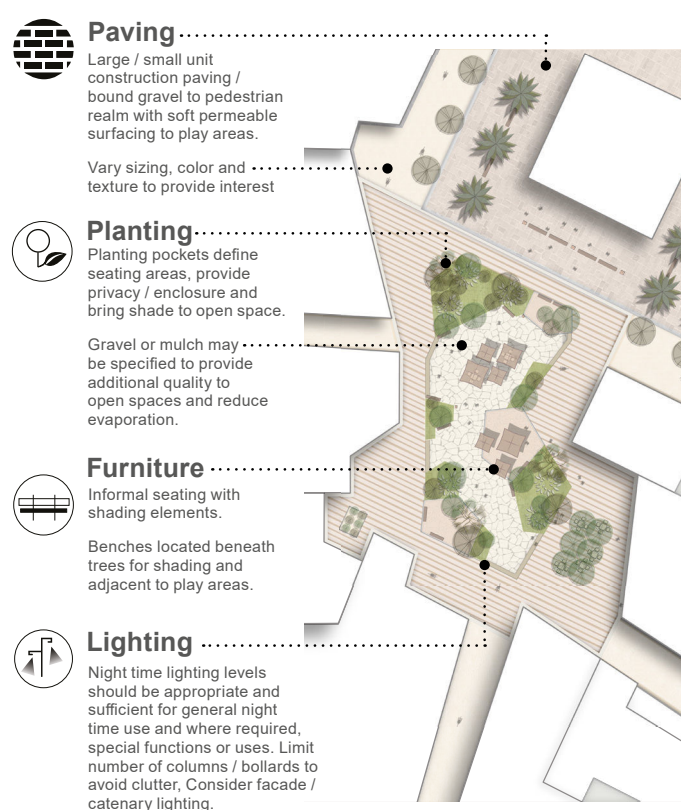 Paving
Large / small unit
construction paving /
bound gravel to pedestrian
realm with soft permeable
surfacing to play areas.
Vary sizing, color and
texture to provide interest
Planting
Planting pockets define
seating areas, provide
privacy / enclosure and
bring shade to open space.
Gravel or mulch may
be specified to provide
additional quality to
open spaces and reduce
evaporation.
Furniture
Informal seating with
shading elements.
Benches located beneath
trees for shading and
adjacent to play areas.
Lighting
Night time lighting levels
should be appropriate and
sufficient for general night
time use and where required,
special functions or uses. Limit
number of columns / bollards to
avoid clutter, Consider facade /
catenary lighting.